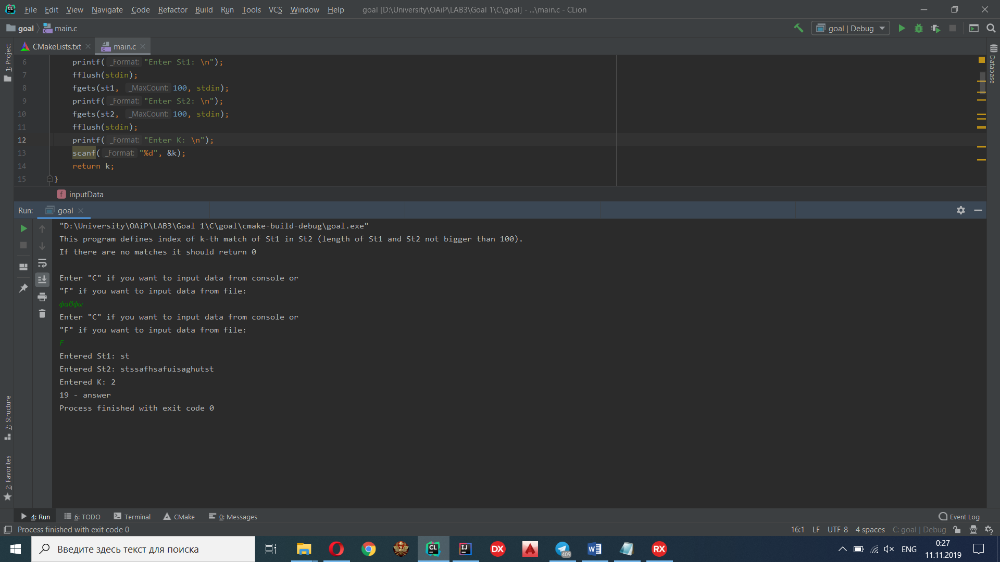 File Edit View Navigate Code Refactor Build Run Tools VCS Window Help goal [D:\University\OAiP\LAB3\Goal 1\C\goal] - ...\main.c - CLion
goal main.c goal | Debug
CMakeLists.txt main.c
1: Project
Database
6 printf( _Format: "Enter St1: \n");
7 fflush(stdin);
8 fgets(st1, _MaxCount: 100, stdin);
9 printf( _Format: "Enter St2: \n");
10 fgets(st2, _MaxCount: 100, stdin);
11 fflush(stdin);
12 printf( _Format: "Enter K: \n");
13 scanf( _Format: "%d", &k);
14 return k;
15 }
f inputData
Run: goal
"D:\University\OAiP\LAB3\Goal 1\C\goal\cmake-build-debug\goal.exe"
This program defines index of k-th match of St1 in St2 (length of St1 and St2 not bigger than 100).
If there are no matches it should return 0
Enter "C" if you want to input data from console or
"F" if you want to input data from file:
фавфы
Enter "C" if you want to input data from console or
"F" if you want to input data from file:
F
Entered St1: st
Entered St2: stssafhsafuisaghutst
Entered K: 2
19 - answer
Process finished with exit code 0
7: Structure
2: Favorites
4: Run 6: TODO Terminal CMake 0: Messages Event Log
Process finished with exit code 0 16:1 LF UTF-8 4 spaces C: goal | Debug
Введите здесь текст для поиска CL IJ DX 409 W RX ENG 0:27
11.11.2019